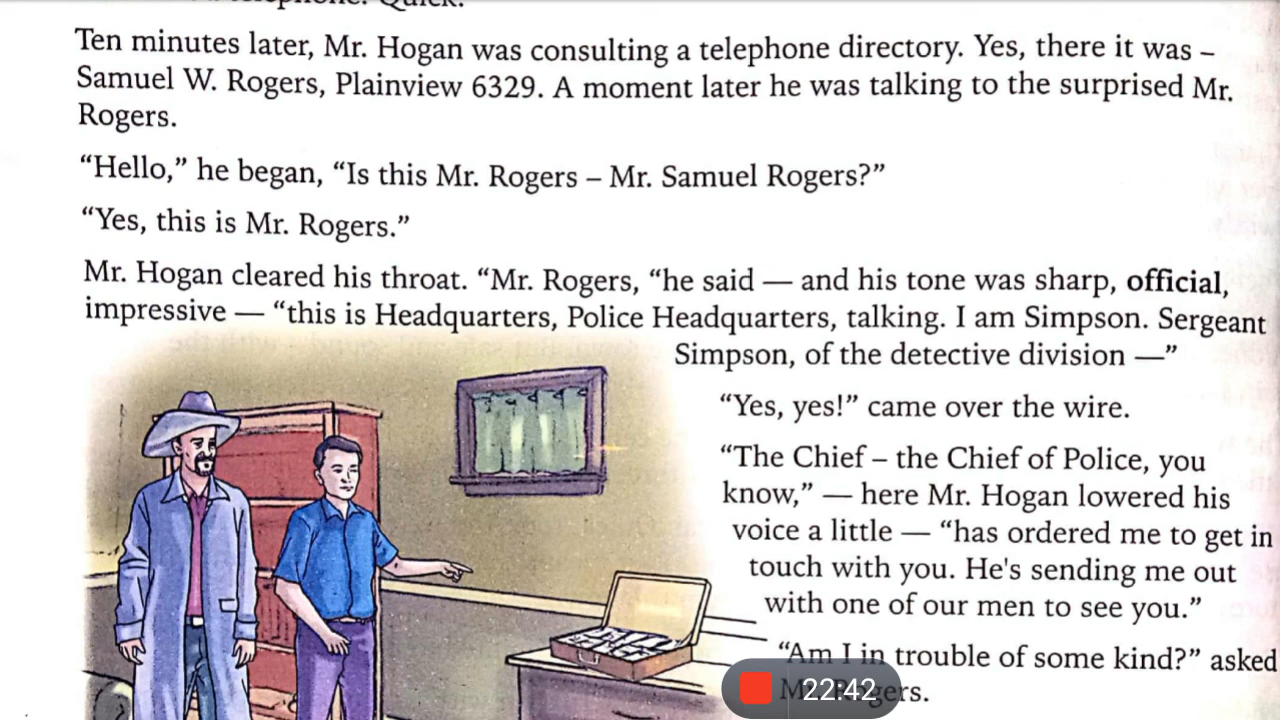 Ten minutes later, Mr. Hogan was consulting a telephone directory. Yes, there it was –
Samuel W. Rogers, Plainview 6329. A moment later he was talking to the surprised Mr.
Rogers.
“Hello,” he began, “Is this Mr. Rogers – Mr. Samuel Rogers?”
“Yes, this is Mr. Rogers.”
Mr. Hogan cleared his throat. “Mr. Rogers, “he said — and his tone was sharp, official,
impressive — “this is Headquarters, Police Headquarters, talking. I am Simpson. Sergeant
Simpson, of the detective division —”
“Yes, yes!” came over the wire.
“The Chief – the Chief of Police, you
know,” — here Mr. Hogan lowered his
voice a little — “has ordered me to get in
touch with you. He's sending me out
with one of our men to see you.”
“Am I in trouble of some kind?” asked
22:42